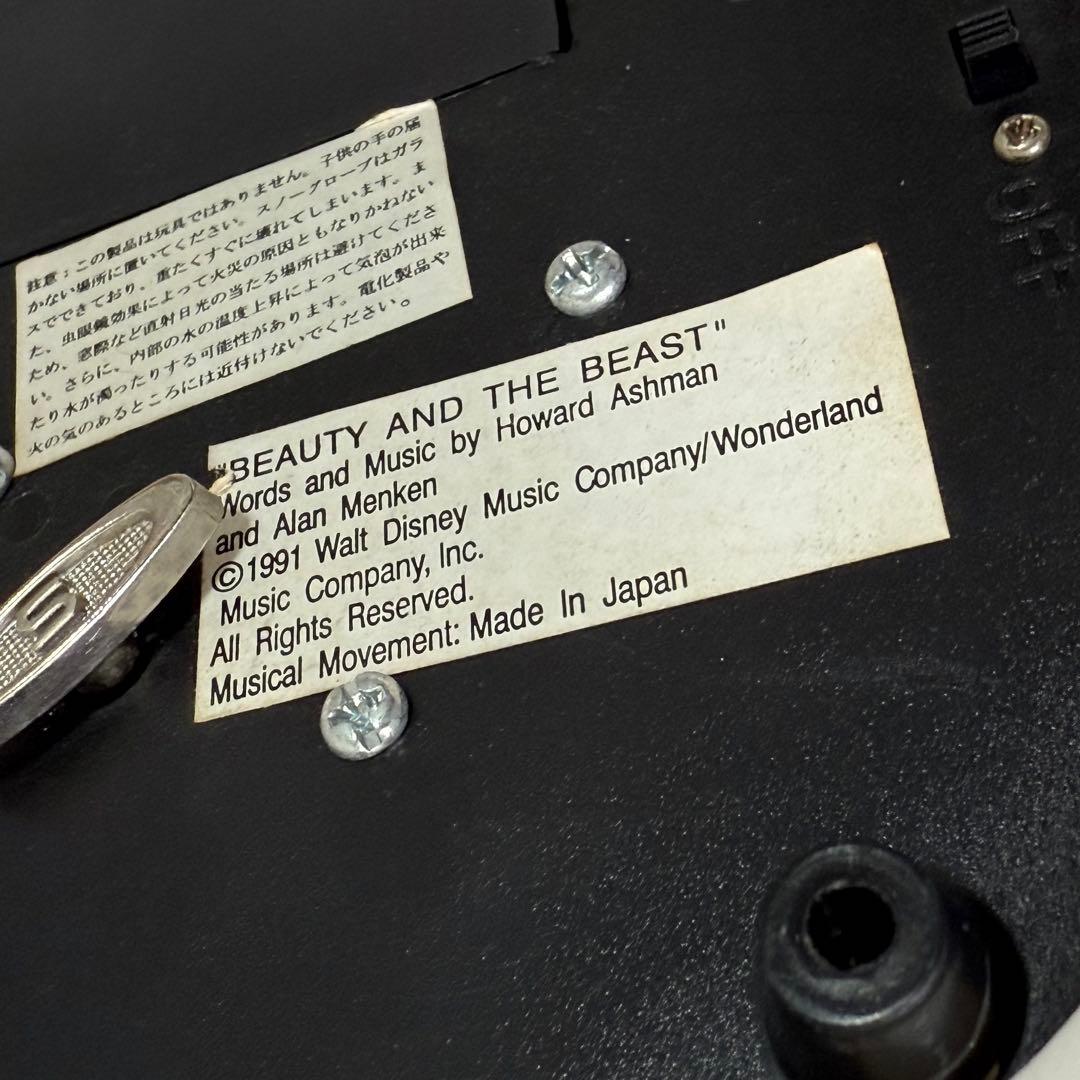 注意：この製品は玩具ではありません。子供の手の届
かない場所に置いてください。スノーグローブはガラ
スでできており、重たくすぐに壊れてしまいます。ま
た、虫眼鏡効果によって火災の原因ともなりかねない
ため、窓際など直射日光の当たる場所は避けてくださ
い。さらに、内部の水の温度上昇によって気泡が出来
たり水が濁ったりする可能性があります。電化製品や
火の気のあるところには近付けないでください。
"BEAUTY AND THE BEAST"
Words and Music by Howard Ashman
and Alan Menken
©1991 Walt Disney Music Company/Wonderland
Music Company, Inc.
All Rights Reserved.
Musical Movement: Made In Japan
OFF
S